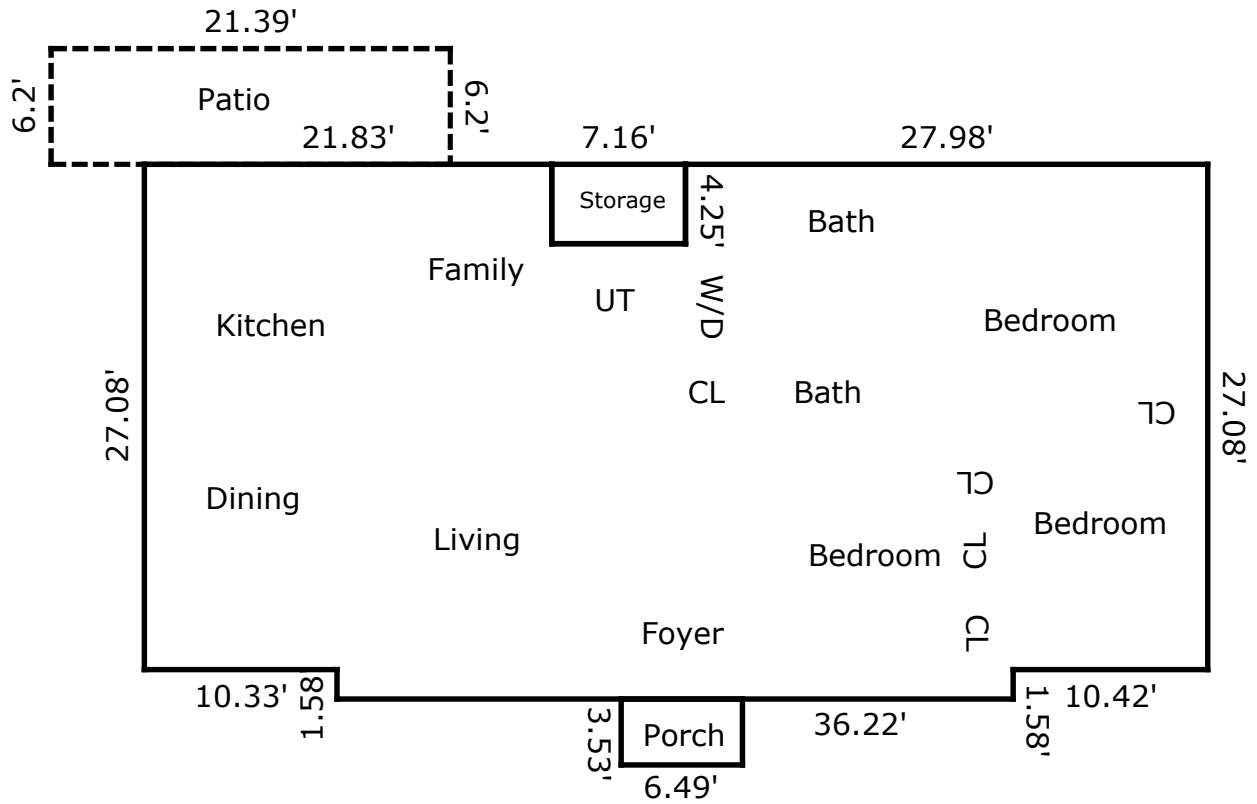 21.39'
6.2'
Patio
6.2'
21.83'
7.16'
27.98'
Storage
4.25'
Bath
Family
UT
W/D
Kitchen
Bedroom
27.08'
CL
Bath
CL
27.08'
Dining
Living
CL
CL
Bedroom
Bedroom
Foyer
CL
10.33'
1.58'
3.53'
Porch
6.49'
36.22'
1.58'
10.42'